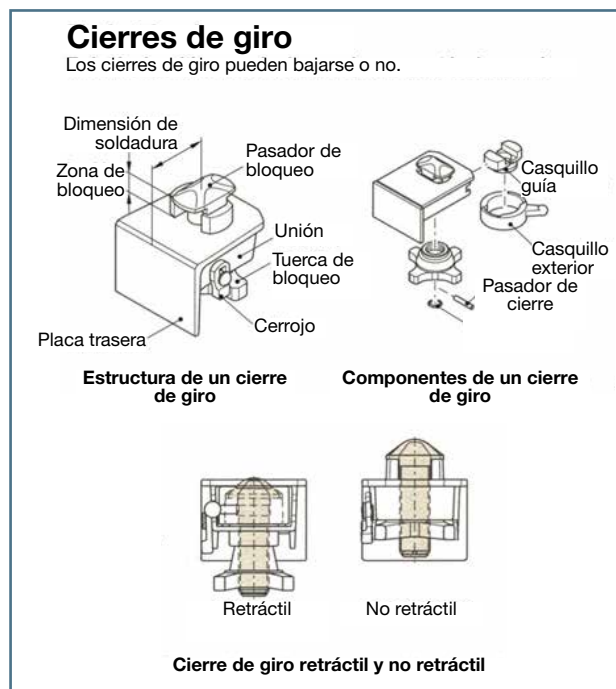 Cierres de giro
Los cierres de giro pueden bajarse o no.
Dimensión de
soldadura
Zona de
bloqueo
Pasador de
bloqueo
Unión
Tuerca de
bloqueo
Cerrojo
Placa trasera
Estructura de un cierre
de giro
Casquillo
guía
Casquillo
exterior
Pasador de
cierre
Componentes de un cierre
de giro
Retráctil
No retráctil
Cierre de giro retráctil y no retráctil